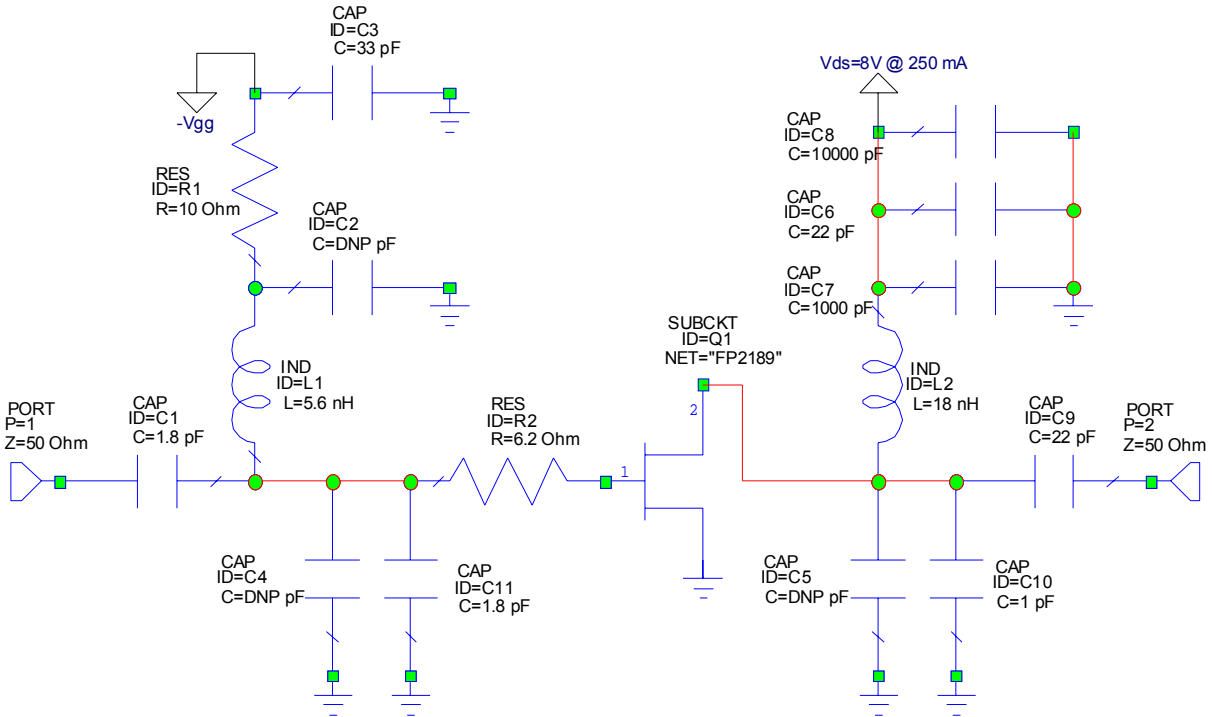 CAP
ID=C3
C=33 pF
-Vgg
RES
ID=R1
R=10 Ohm
CAP
ID=C2
C=DNP pF
IND
ID=L1
L=5.6 nH
PORT
P=1
Z=50 Ohm
CAP
ID=C1
C=1.8 pF
RES
ID=R2
R=6.2 Ohm
CAP
ID=C4
C=DNP pF
CAP
ID=C11
C=1.8 pF
SUBCKT
ID=Q1
NET="FP2189"
1
2
Vds=8V @ 250 mA
CAP
ID=C8
C=10000 pF
CAP
ID=C6
C=22 pF
CAP
ID=C7
C=1000 pF
IND
ID=L2
L=18 nH
CAP
ID=C9
C=22 pF
PORT
P=2
Z=50 Ohm
CAP
ID=C5
C=DNP pF
CAP
ID=C10
C=1 pF